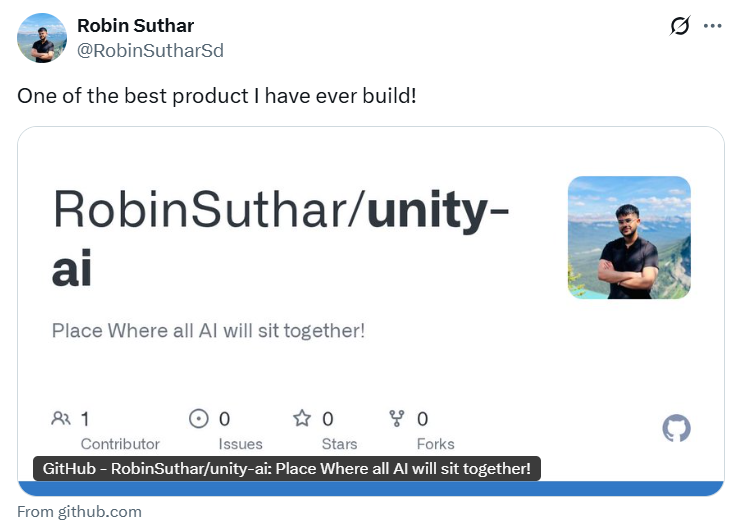 Robin Suthar
@RobinSutharSd
One of the best product I have ever build!
RobinSuthar/unity-
ai
Place Where all AI will sit together!
1
Contributor
0
Issues
0
Stars
0
Forks
GitHub - RobinSuthar/unity-ai: Place Where all AI will sit together!
From github.com